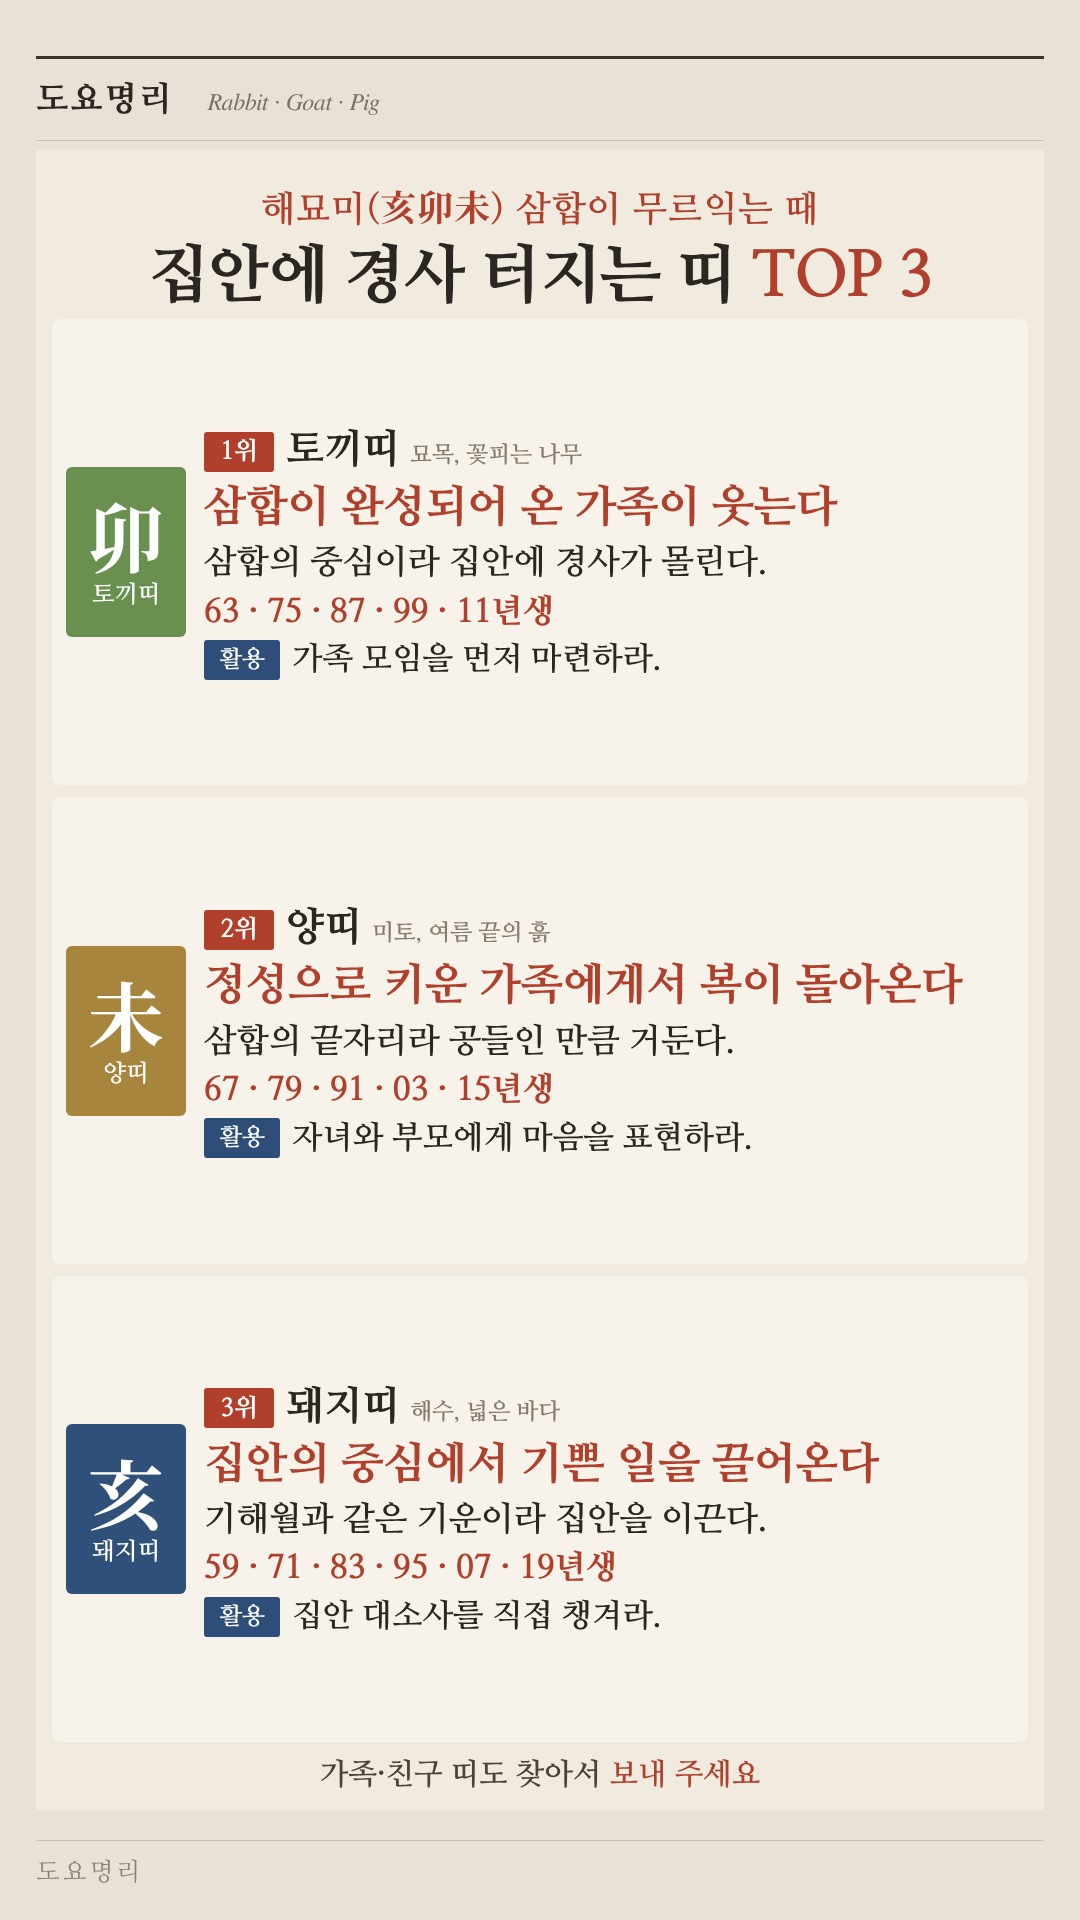 도요명리 Rabbit · Goat · Pig
해묘미(亥卯未) 삼합이 무르익는 때
집안에 경사 터지는 띠 TOP 3
卯
토끼띠
1위 토끼띠 묘목, 꽃피는 나무
삼합이 완성되어 온 가족이 웃는다
삼합의 중심이라 집안에 경사가 몰린다.
63 · 75 · 87 · 99 · 11년생
활용 가족 모임을 먼저 마련하라.
未
양띠
2위 양띠 미토, 여름 끝의 흙
정성으로 키운 가족에게서 복이 돌아온다
삼합의 끝자리라 공들인 만큼 거둔다.
67 · 79 · 91 · 03 · 15년생
활용 자녀와 부모에게 마음을 표현하라.
亥
돼지띠
3위 돼지띠 해수, 넓은 바다
집안의 중심에서 기쁜 일을 끌어온다
기해월과 같은 기운이라 집안을 이끈다.
59 · 71 · 83 · 95 · 07 · 19년생
활용 집안 대소사를 직접 챙겨라.
가족·친구 띠도 찾아서 보내 주세요
도요명리